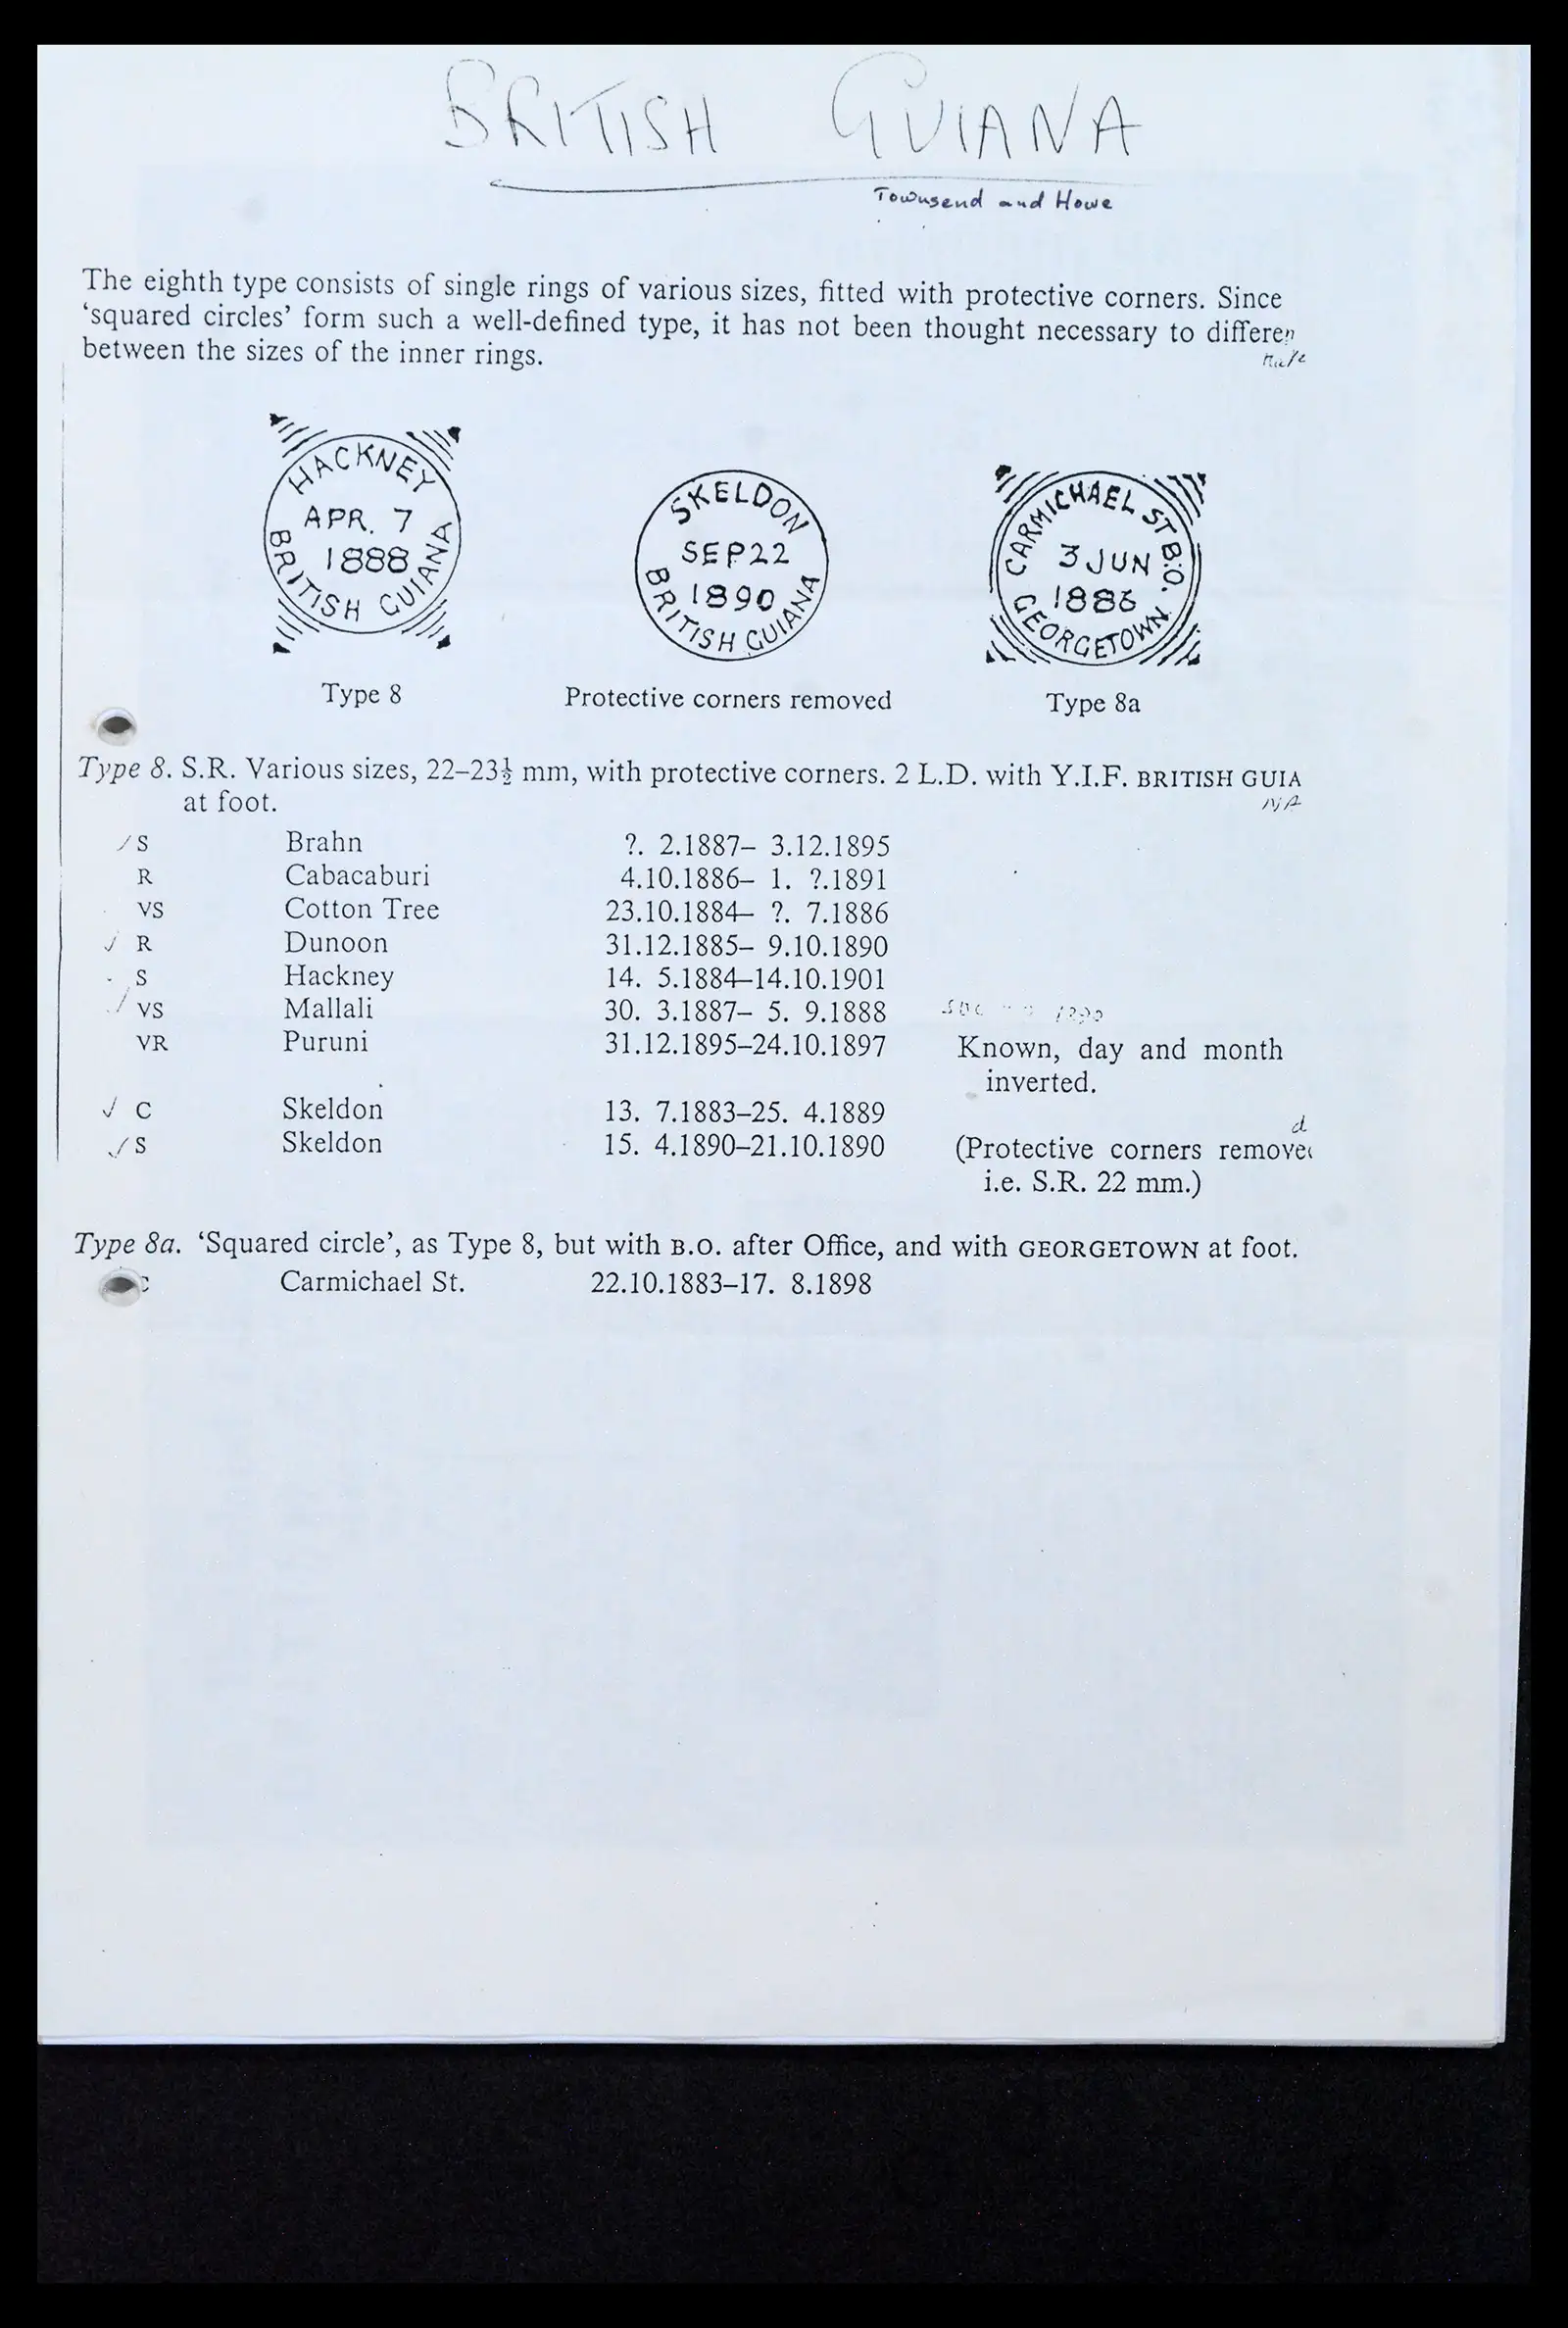 BRITISH GUIANA
Townsend and Howe
The eighth type consists of single rings of various sizes, fitted with protective corners. Since
‘squared circles’ form such a well-defined type, it has not been thought necessary to differen
between the sizes of the inner rings.
HACKNEY
APR. 7
1888
BRITISH GUIANA
SKELDON
SEP 22
1890
BRITISH GUIANA
CARMICHAEL ST B.O.
3 JUN
1886
GEORGETOWN
Type 8
Protective corners removed
Type 8a
Type 8. S.R. Various sizes, 22–23½ mm, with protective corners. 2 L.D. with Y.I.F. BRITISH GUIA
NA
at foot.
✓ S Brahn ?. 2.1887– 3.12.1895
R Cabacaburi 4.10.1886– 1. ?.1891
VS Cotton Tree 23.10.1884– ?. 7.1886
✓ R Dunoon 31.12.1885– 9.10.1890
S Hackney 14. 5.1884–14.10.1901
✓ VS Mallali 30. 3.1887– 5. 9.1888
VR Puruni 31.12.1895–24.10.1897 Known, day and month
inverted.
✓ C Skeldon 13. 7.1883–25. 4.1889
✓ S Skeldon 15. 4.1890–21.10.1890 (Protective corners removed
i.e. S.R. 22 mm.)
Type 8a. ‘Squared circle’, as Type 8, but with B.O. after Office, and with GEORGETOWN at foot.
C Carmichael St. 22.10.1883–17. 8.1898